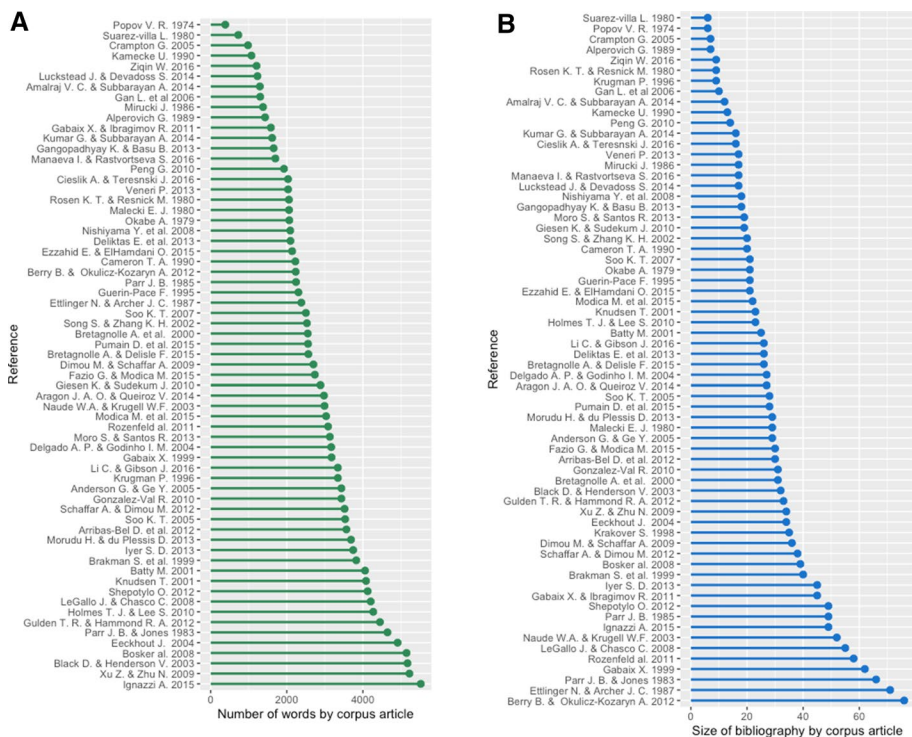 A
Popov V. R. 1974
Suarez-villa L. 1980
Crampton G. 2005
Kamecke U. 1990
Ziqin W. 2016
Luckstead J. & Devadoss S. 2014
Amalraj V. C. & Subbarayan A. 2014
Gan L. et al 2006
Mirucki J. 1986
Alperovich G. 1989
Gabaix X. & Ibragimov R. 2011
Kumar G. & Subbarayan A. 2014
Gangopadhyay K. & Basu B. 2013
Manaeva I. & Rastvortseva S. 2016
Peng G. 2010
Cieslik A. & Teresnski J. 2016
Veneri P. 2013
Rosen K. T. & Resnick M. 1980
Malecki E. J. 1980
Okabe A. 1979
Nishiyama Y. et al. 2008
Deliktas E. et al. 2013
Ezzahid E. & ElHamdani O. 2015
Cameron T. A. 1990
Berry B. & Okulicz-Kozaryn A. 2012
Parr J. B. 1985
Guerin-Pace F. 1995
Ettlinger N. & Archer J. C. 1987
Soo K. T. 2007
Song S. & Zhang K. H. 2002
Bretagnolle A. et al. 2000
Pumain D. et al. 2015
Bretagnolle A. & Delisle F. 2015
Dimou M. & Schaffar A. 2009
Fazio G. & Modica M. 2015
Giesen K. & Sudekum J. 2010
Aragon J. A. O. & Queiroz V. 2014
Naude W.A. & Krugell W.F. 2003
Modica M. et al. 2015
Rozenfeld al. 2011
Moro S. & Santos R. 2013
Delgado A. P. & Godinho I. M. 2004
Gabaix X. 1999
Li C. & Gibson J. 2016
Krugman P. 1996
Anderson G. & Ge Y. 2005
Gonzalez-Val R. 2010
Schaffar A. & Dimou M. 2012
Soo K. T. 2005
Arribas-Bel D. et al. 2012
Morudu H. & du Plessis D. 2013
Iyer S. D. 2013
Brakman S. et al. 1999
Batty M. 2001
Knudsen T. 2001
Shepotylo O. 2012
LeGallo J. & Chasco C. 2008
Holmes T. J. & Lee S. 2010
Gulden T. R. & Hammond R. A. 2012
Parr J. B. & Jones 1983
Eeckhout J. 2004
Bosker al. 2008
Black D. & Henderson V. 2003
Xu Z. & Zhu N. 2009
Ignazzi A. 2015
Reference
0 2000 4000
Number of words by corpus article
B
Suarez-villa L. 1980
Popov V. R. 1974
Crampton G. 2005
Alperovich G. 1989
Ziqin W. 2016
Rosen K. T. & Resnick M. 1980
Krugman P. 1996
Gan L. et al 2006
Amalraj V. C. & Subbarayan A. 2014
Kamecke U. 1990
Peng G. 2010
Kumar G. & Subbarayan A. 2014
Cieslik A. & Teresnski J. 2016
Veneri P. 2013
Mirucki J. 1986
Manaeva I. & Rastvortseva S. 2016
Luckstead J. & Devadoss S. 2014
Nishiyama Y. et al. 2008
Gangopadhyay K. & Basu B. 2013
Moro S. & Santos R. 2013
Giesen K. & Sudekum J. 2010
Song S. & Zhang K. H. 2002
Cameron T. A. 1990
Soo K. T. 2007
Okabe A. 1979
Guerin-Pace F. 1995
Ezzahid E. & ElHamdani O. 2015
Modica M. et al. 2015
Knudsen T. 2001
Holmes T. J. & Lee S. 2010
Batty M. 2001
Li C. & Gibson J. 2016
Deliktas E. et al. 2013
Bretagnolle A. & Delisle F. 2015
Delgado A. P. & Godinho I. M. 2004
Aragon J. A. O. & Queiroz V. 2014
Soo K. T. 2005
Pumain D. et al. 2015
Morudu H. & du Plessis D. 2013
Malecki E. J. 1980
Anderson G. & Ge Y. 2005
Fazio G. & Modica M. 2015
Arribas-Bel D. et al. 2012
Gonzalez-Val R. 2010
Bretagnolle A. et al. 2000
Black D. & Henderson V. 2003
Gulden T. R. & Hammond R. A. 2012
Xu Z. & Zhu N. 2009
Eeckhout J. 2004
Krakover S. 1998
Dimou M. & Schaffar A. 2009
Schaffar A. & Dimou M. 2012
Bosker al. 2008
Brakman S. et al. 1999
Iyer S. D. 2013
Gabaix X. & Ibragimov R. 2011
Shepotylo O. 2012
Parr J. B. 1985
Ignazzi A. 2015
Naude W.A. & Krugell W.F. 2003
LeGallo J. & Chasco C. 2008
Rozenfeld al. 2011
Gabaix X. 1999
Parr J. B. & Jones 1983
Ettlinger N. & Archer J. C. 1987
Berry B. & Okulicz-Kozaryn A. 2012
Reference
0 20 40 60
Size of bibliography by corpus article